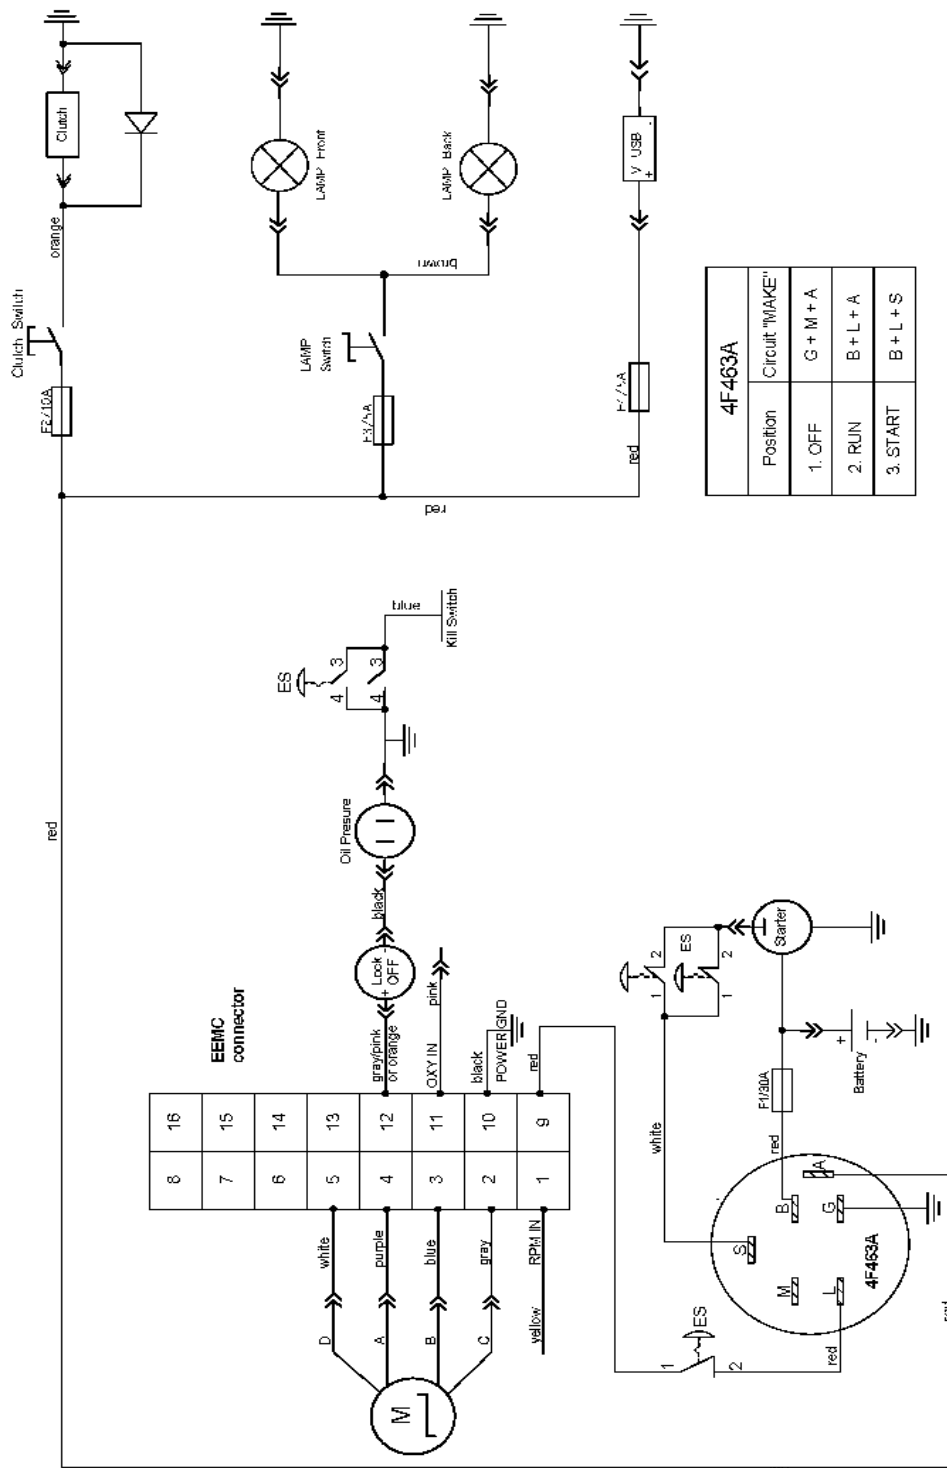 Clutch
orange
Clutch Switch
F2/10A
LAMP Front
LAMP Back
brown
LAMP
Switch
F3/5A
V USB
+ -
F4/5A
red
red
4F463A
Position
Circuit "MAKE"
1. OFF
G + M + A
2. RUN
B + L + A
3. START
B + L + S
red
ES
3
4
3
4
blue
Kill Switch
Oil Presure
black
Lock
OFF
+ -
gray/pink
or orange
pink
OXY IN
black
POWER GND
red
EEMC
connector
16
15
14
13
12
11
10
9
8
7
6
5
4
3
2
1
white
purple
blue
gray
RPM IN
yellow
D
A
B
C
M
ES
1
2
1
2
white
Starter
F1/30A
red
+
-
Battery
S
B
A
M
L
G
4F463A
ES
1
2
red